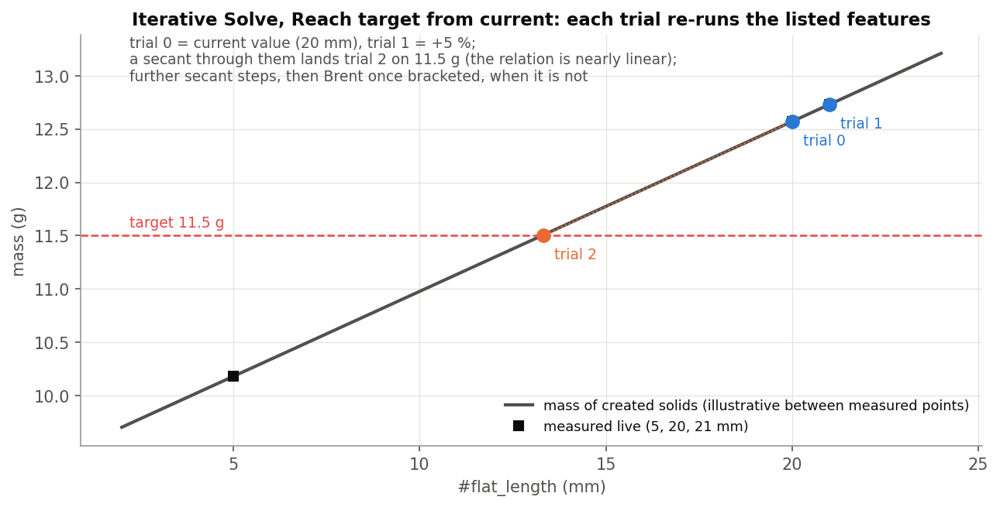 Iterative Solve, Reach target from current: each trial re-runs the listed features
trial 0 = current value (20 mm), trial 1 = +5 %;
a secant through them lands trial 2 on 11.5 g (the relation is nearly linear);
further secant steps, then Brent once bracketed, when it is not
13.0
12.5
12.0
11.5
11.0
10.5
10.0
mass (g)
trial 1
trial 0
target 11.5 g
trial 2
mass of created solids (illustrative between measured points)
measured live (5, 20, 21 mm)
5
10
15
20
25
#flat_length (mm)